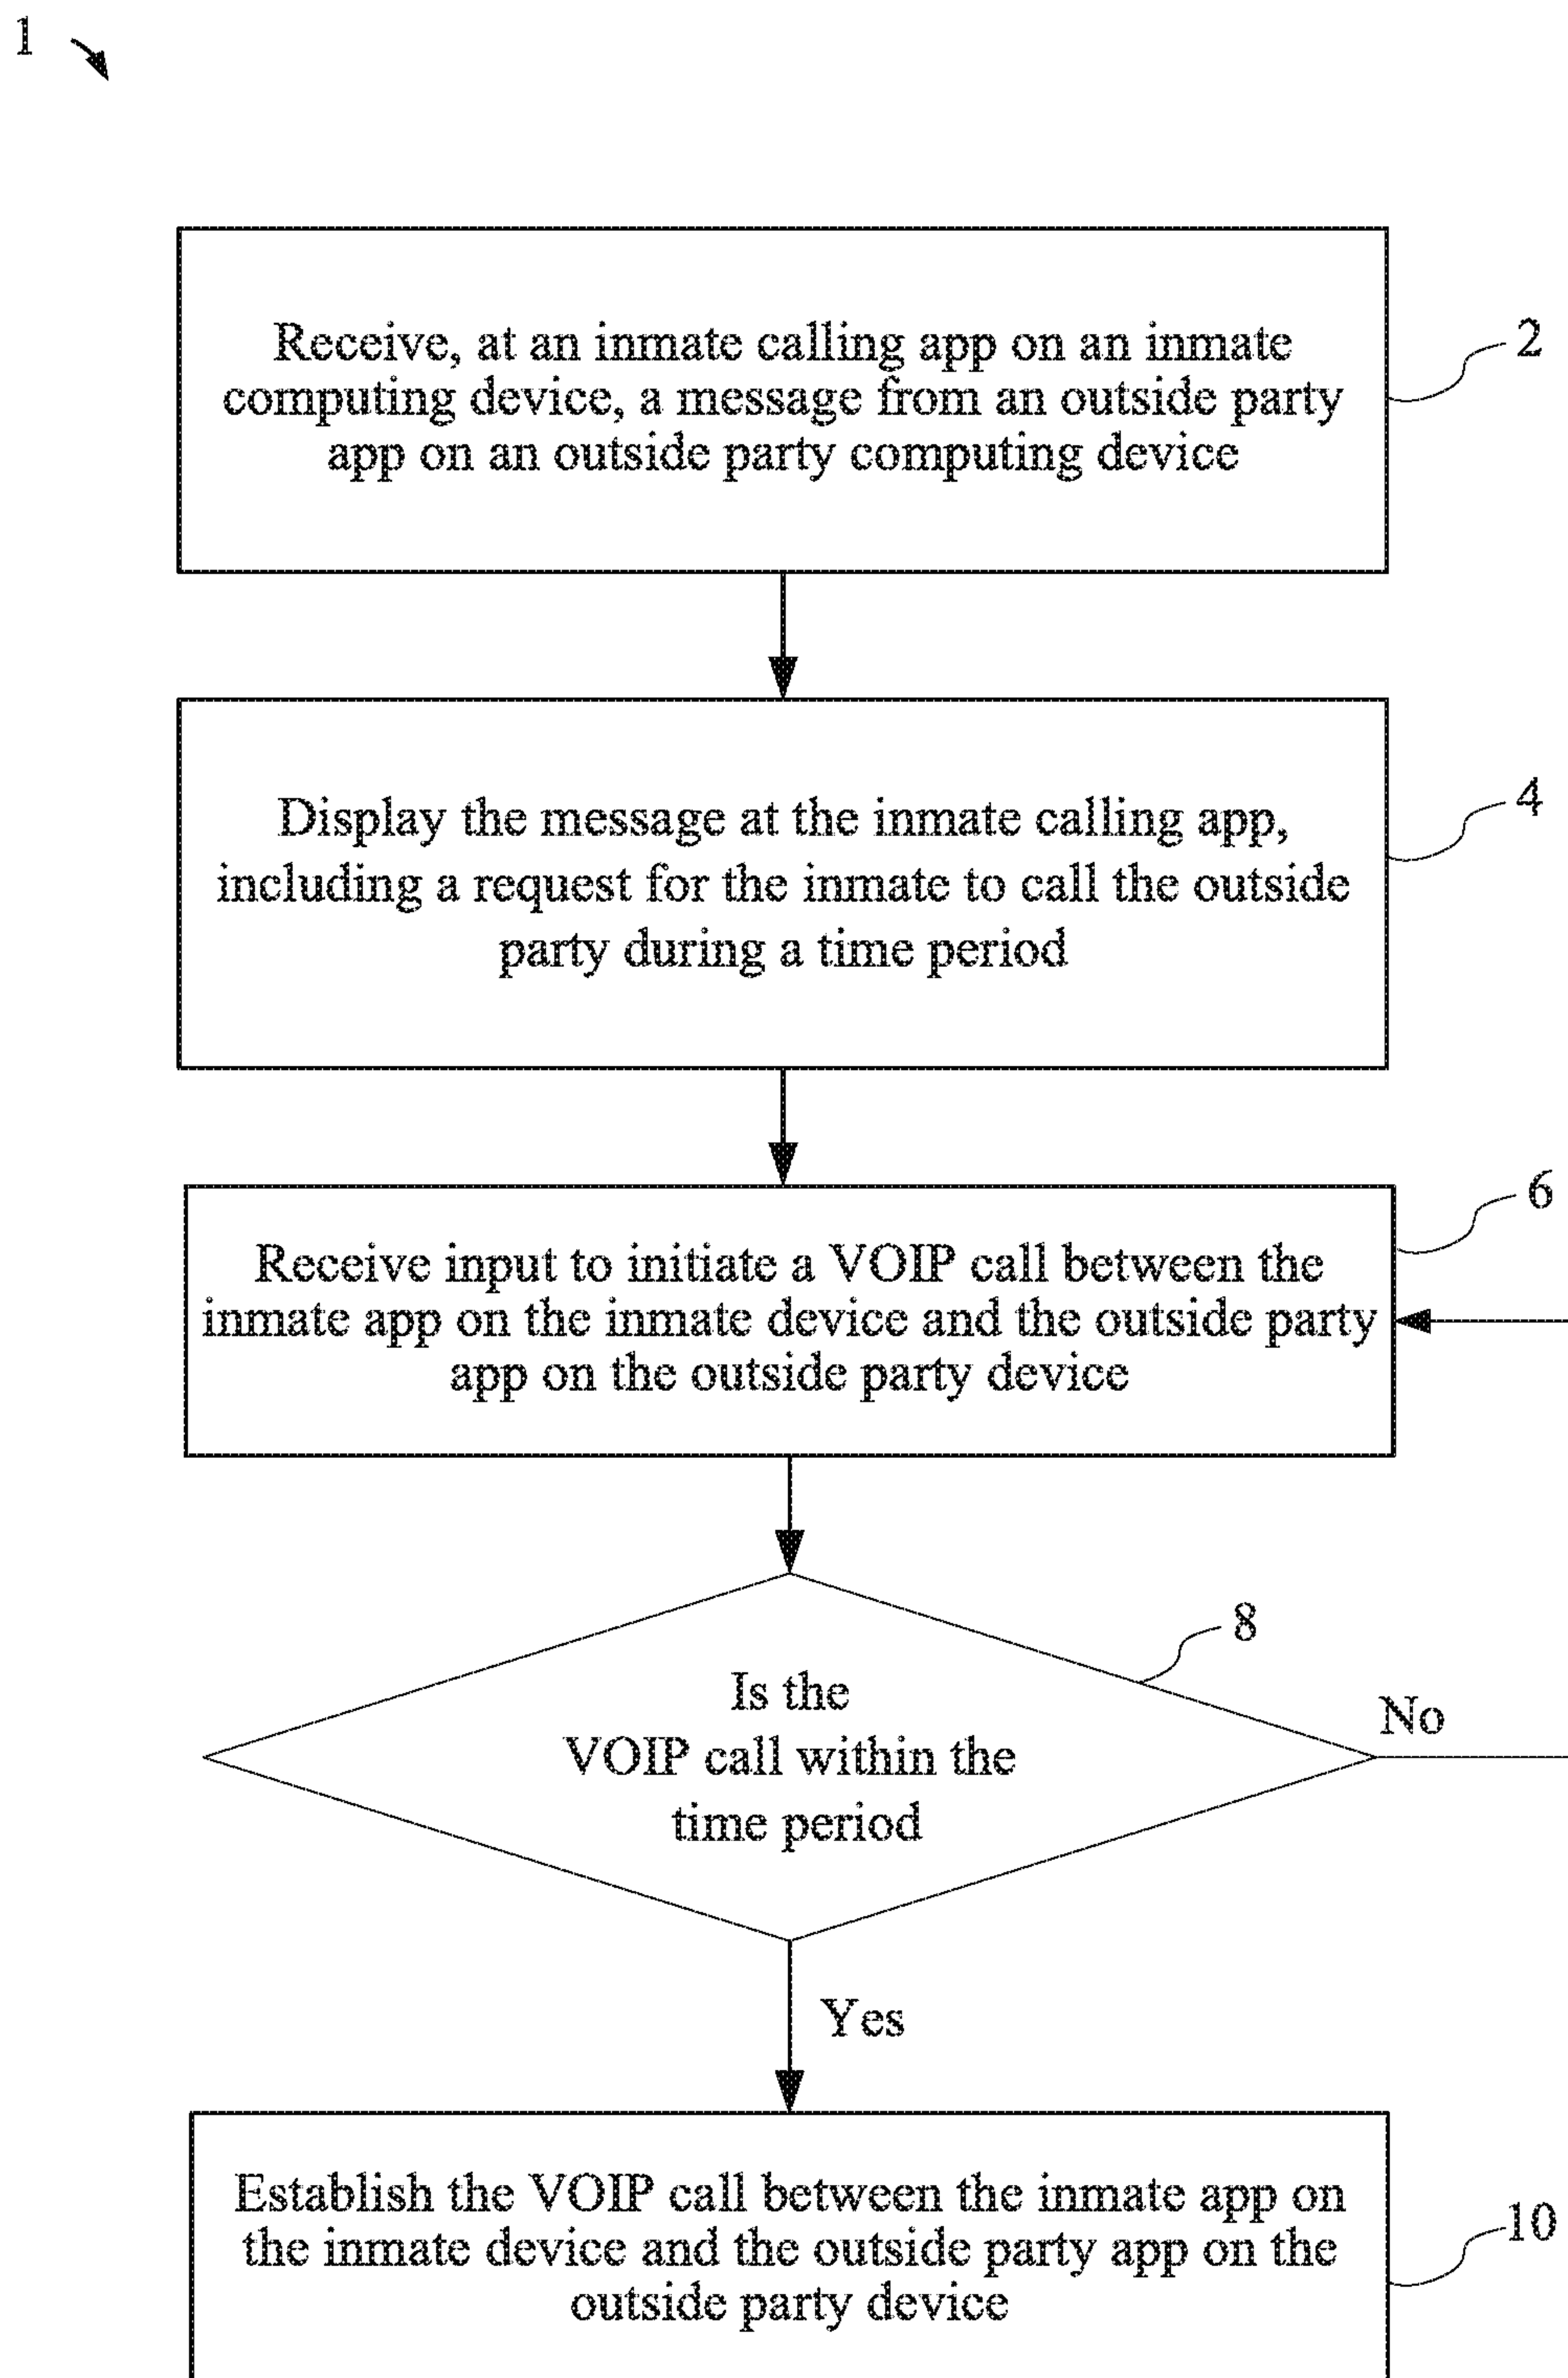 1
Receive, at an inmate calling app on an inmate
computing device, a message from an outside party
app on an outside party computing device
2
Display the message at the inmate calling app,
including a request for the inmate to call the outside
party during a time period
4
Receive input to initiate a VOIP call between the
inmate app on the inmate device and the outside party
app on the outside party device
6
Is the
VOIP call within the
time period
8
No
Yes
Establish the VOIP call between the inmate app on
the inmate device and the outside party app on the
outside party device
10